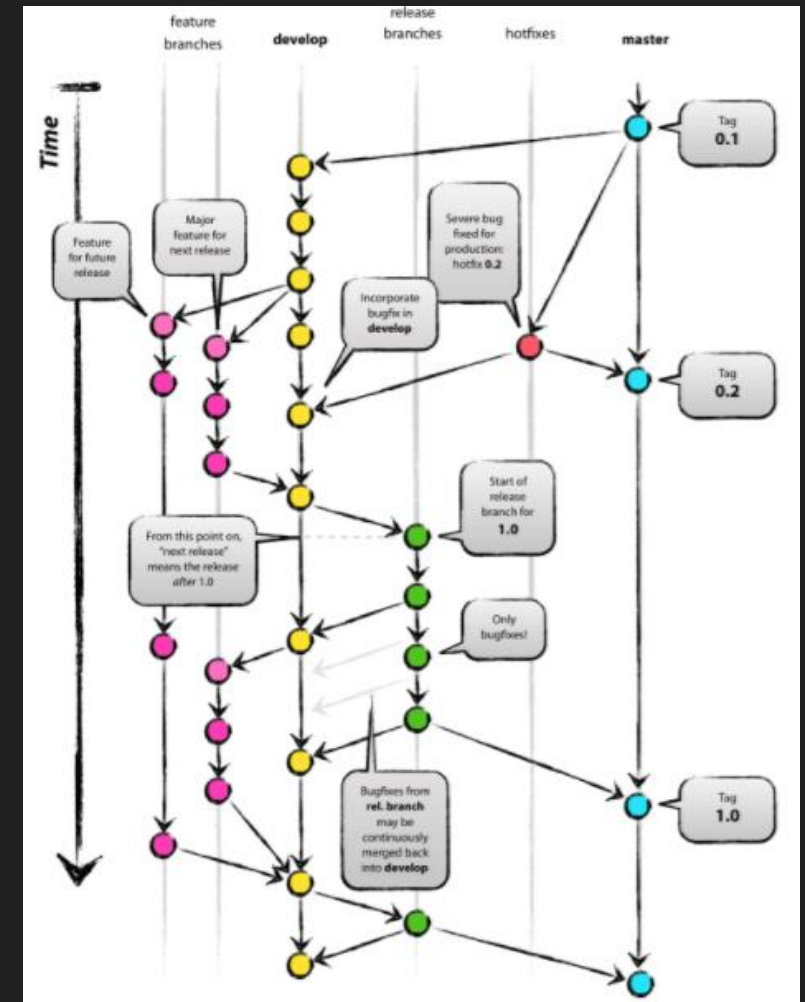 feature
branches
develop
release
branches
hotfixes
master
Time
Tag
0.1
Major
feature for
next release
Severe bug
fixed for
production:
hotfix 0.2
Feature
for future
release
Incorporate
bugfix in
develop
Tag
0.2
Start of
release
branch for
1.0
From this point on,
"next release"
means the release
after 1.0
Only
bugfixes!
Bugfixes from
rel. branch
may be
continuously
merged back
into develop
Tag
1.0